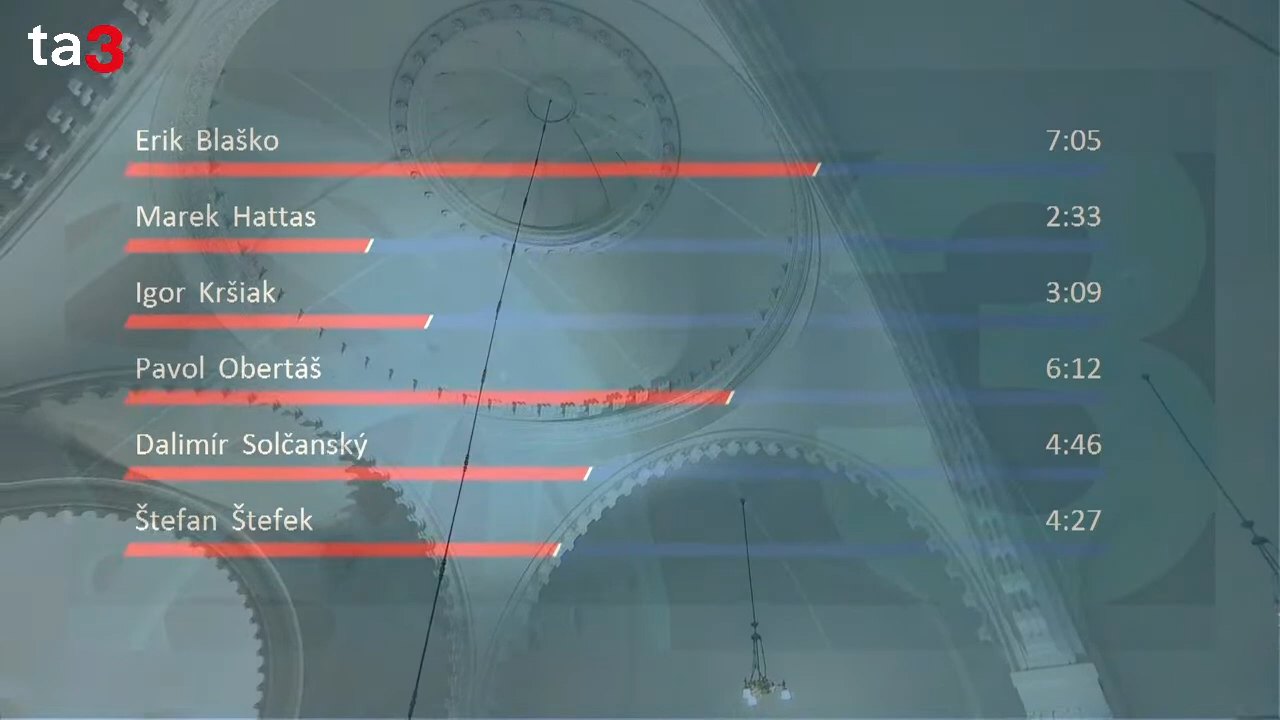 ta3
Erik Blaško 7:05
Marek Hattas 2:33
Igor Kršiak 3:09
Pavol Obertáš 6:12
Dalimír Solčanský 4:46
Štefan Štefek 4:27